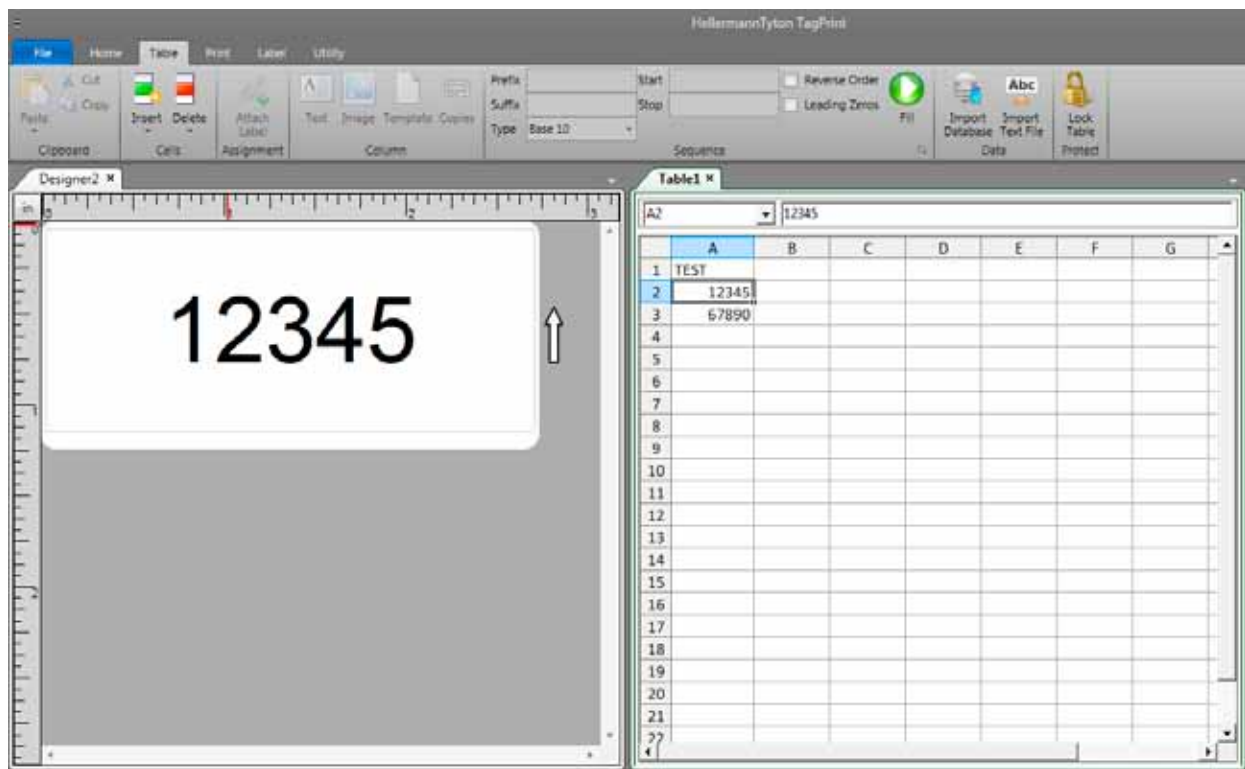 HellermannTyton TagPrint
File Home Table Print Label Utility
Cut
Copy
Paste
Clipboard
Insert Delete
Cells
Attach Label
Assignment
Text Image Template Copies
Column
Prefix
Suffix
Type Base 10
Start
Stop
Reverse Order
Leading Zeros
Fill
Sequence
Import Database
Abc
Import Text File
Data
Lock Table
Protect
Designer2
in 0 1 2 3
12345
1
2
Table1
A2 12345
A B C D E F G
1 TEST
2 12345
3 67890
4
5
6
7
8
9
10
11
12
13
14
15
16
17
18
19
20
21
22